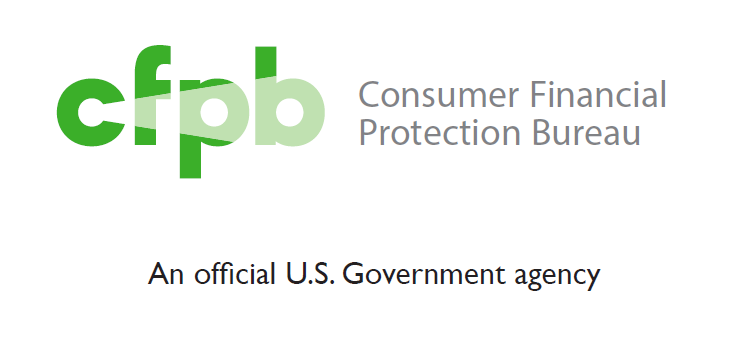 cfpb
Consumer Financial
Protection Bureau
An official U.S. Government agency